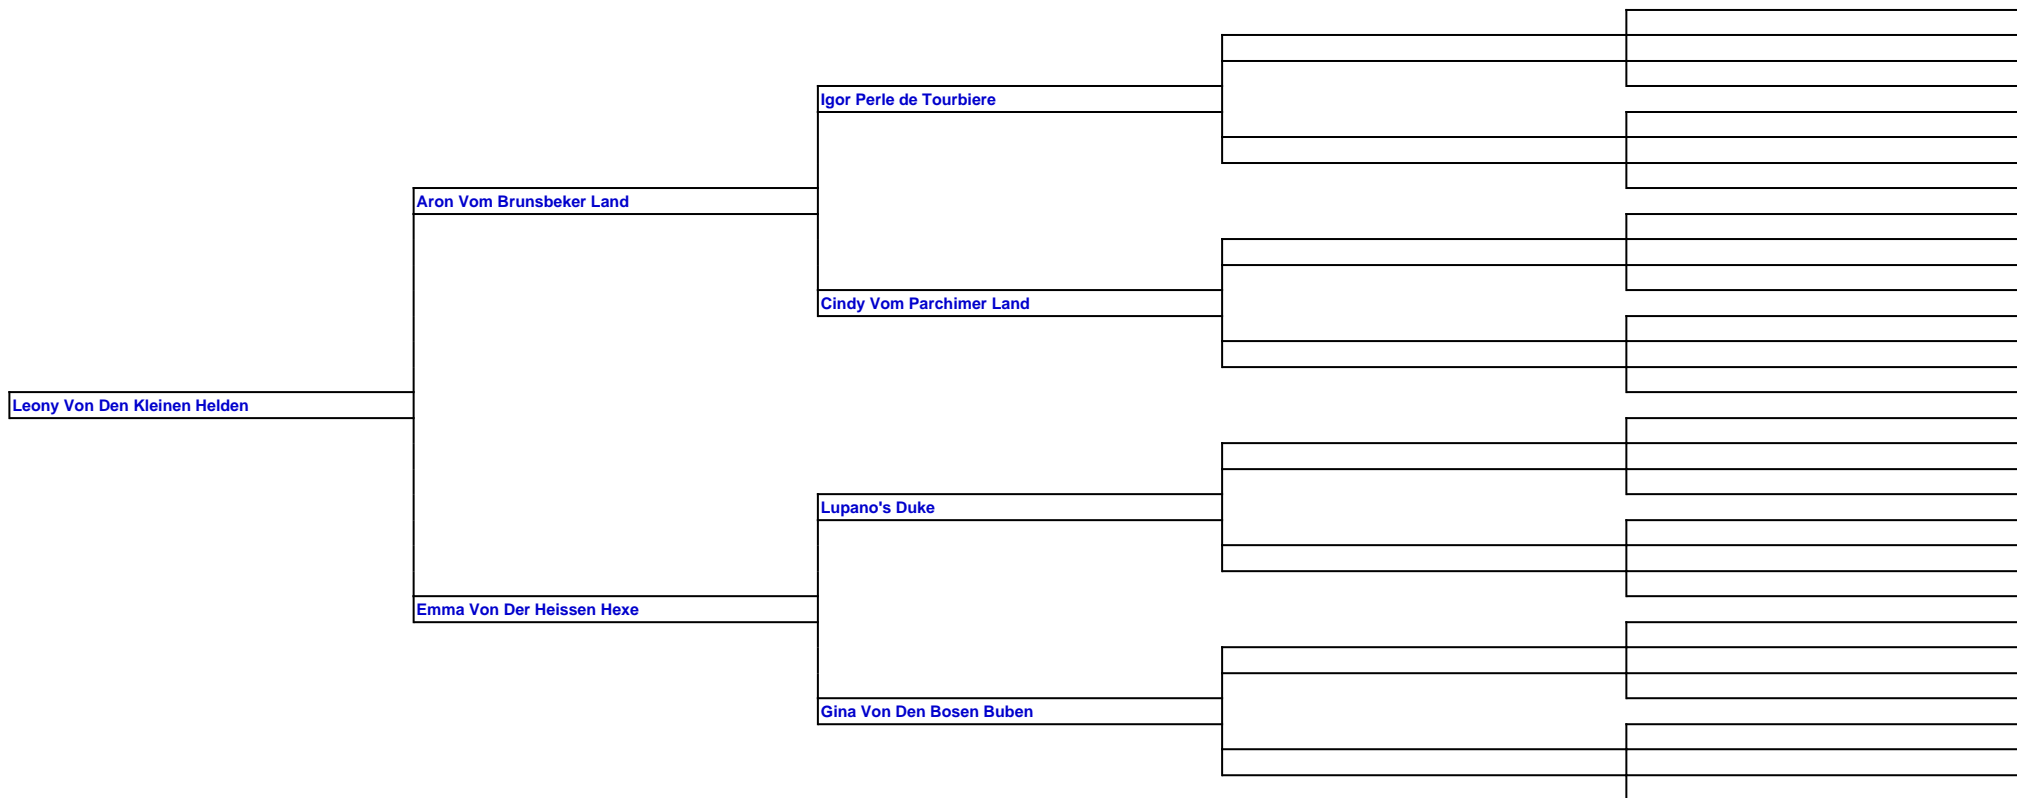 Igor Perle de Tourbiere
Aron Vom Brunsbeker Land
Cindy Vom Parchimer Land
Leony Von Den Kleinen Helden
Lupano's Duke
Emma Von Der Heissen Hexe
Gina Von Den Bosen Buben